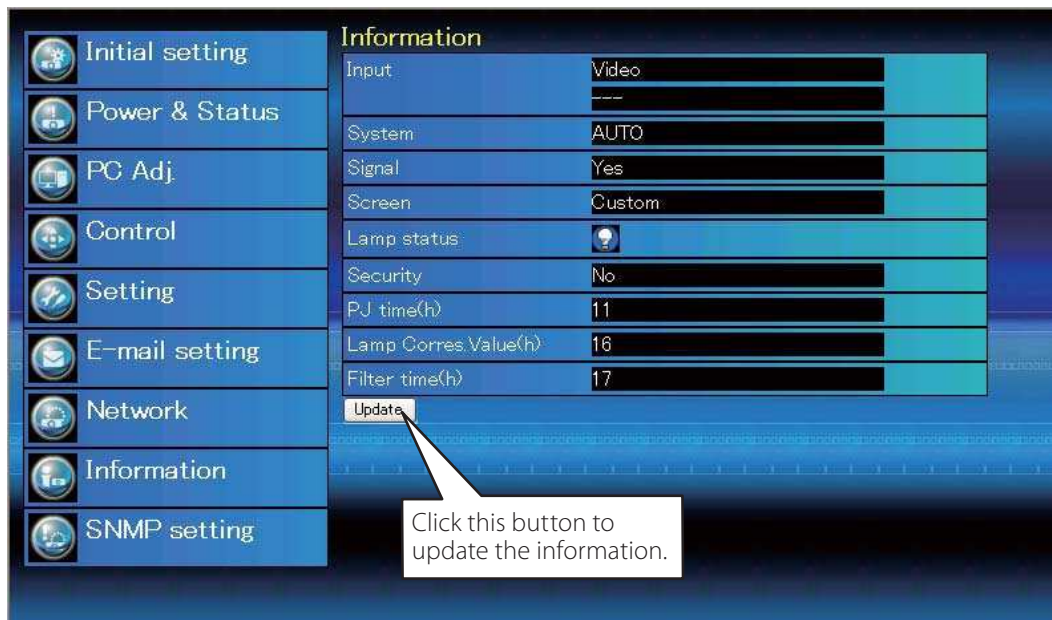 Initial setting
Power & Status
PC Adj.
Control
Setting
E-mail setting
Network
Information
SNMP setting
Information
Input Video
---
System AUTO
Signal Yes
Screen Custom
Lamp status
Security No
PJ time(h) 11
Lamp Corres.Value(h) 16
Filter time(h) 17
Update
Click this button to
update the information.